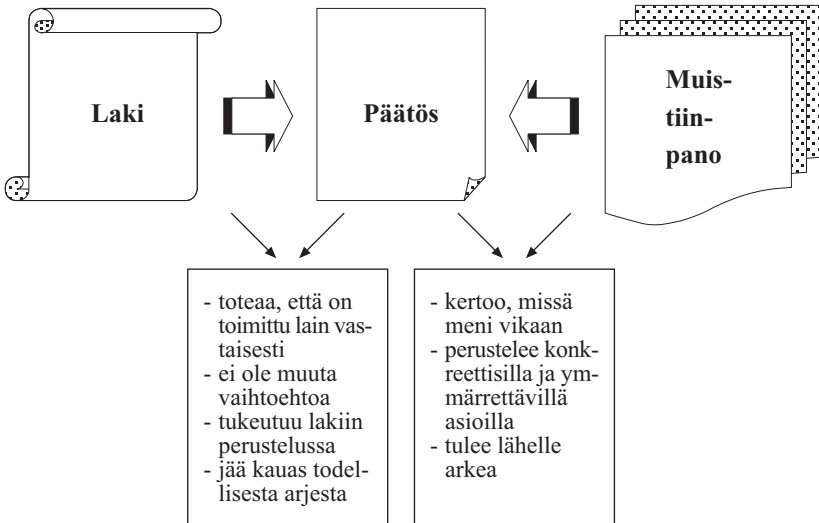 Laki
Päätös
Muis-
tiin-
pano
- toteaa, että on
toimittu lain vas-
taisesti
- ei ole muuta
vaihtoehtoa
- tukeutuu lakiin
perustelussa
- jää kauas todel-
lisesta arjesta
- kertoo, missä
meni vikaan
- perustelee konk-
reettisilla ja ym-
märrettävillä
asioilla
- tulee lähelle
arkea